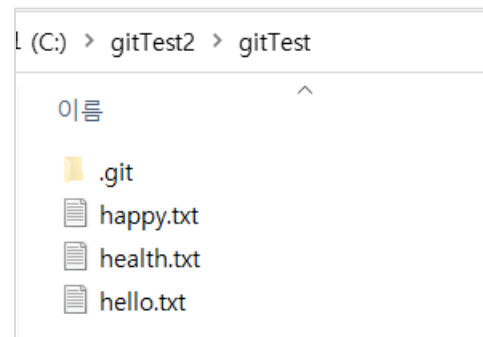 (C:) > gitTest2 > gitTest
이름
.git
happy.txt
health.txt
hello.txt